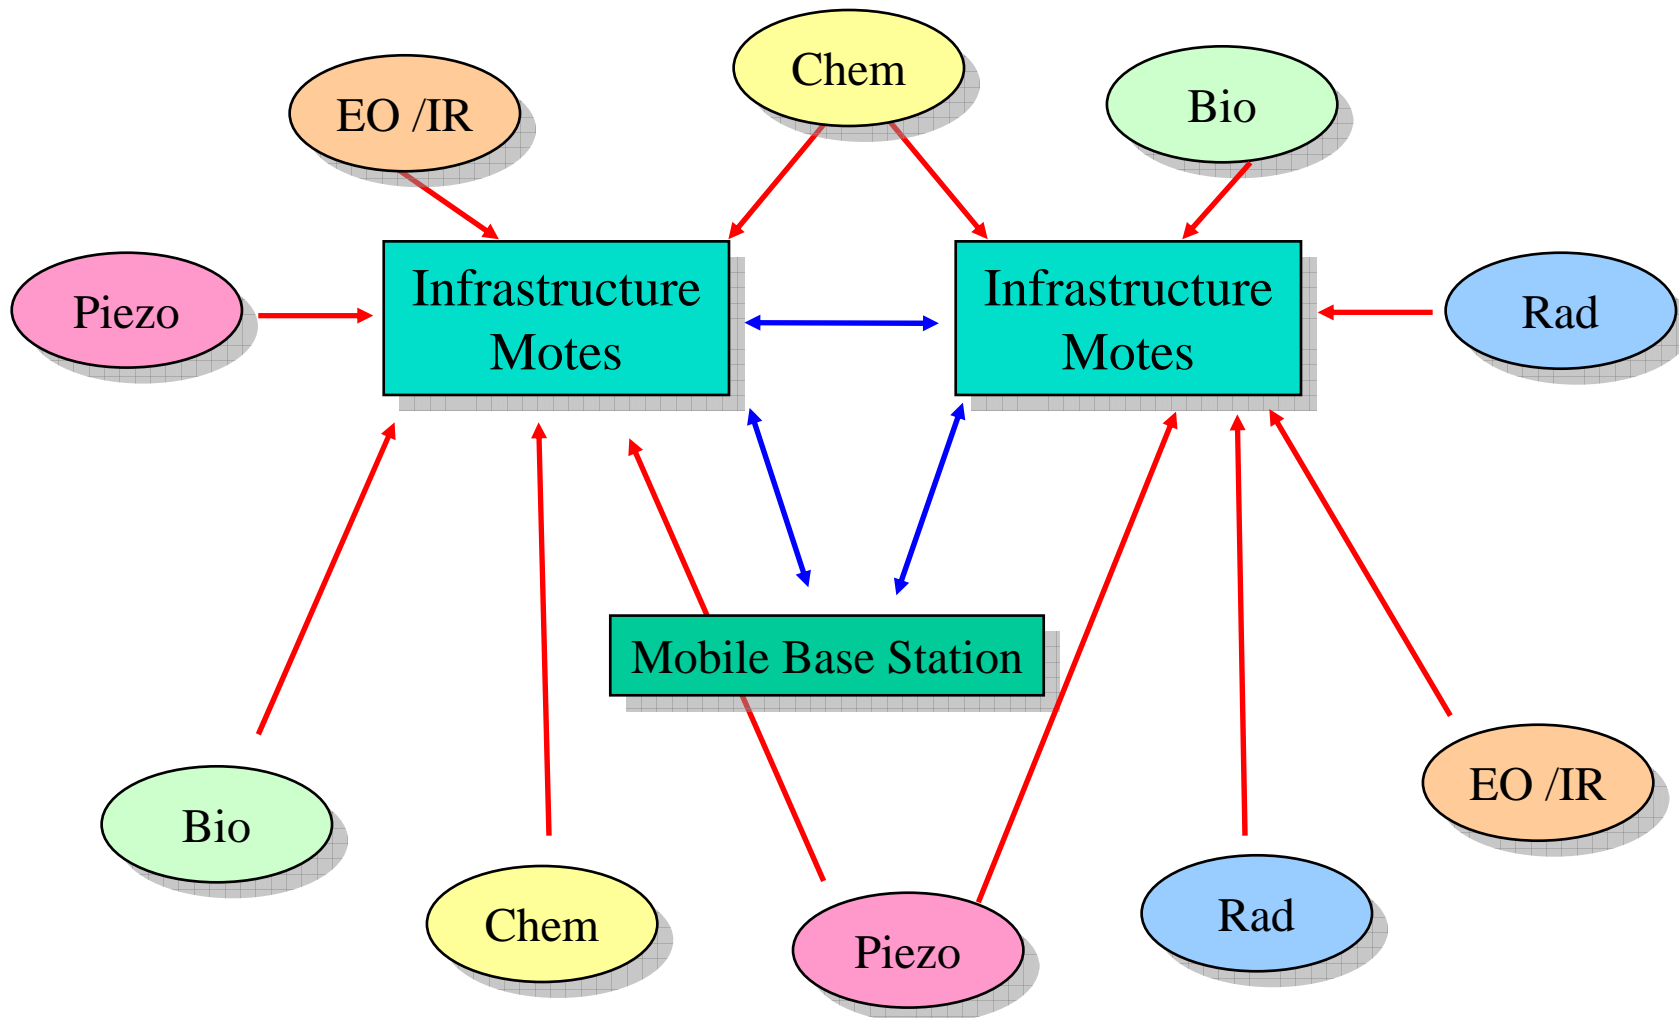 Chem
EO /IR
Bio
Piezo
Infrastructure
Motes
Infrastructure
Motes
Rad
Mobile Base Station
EO /IR
Bio
Chem
Piezo
Rad